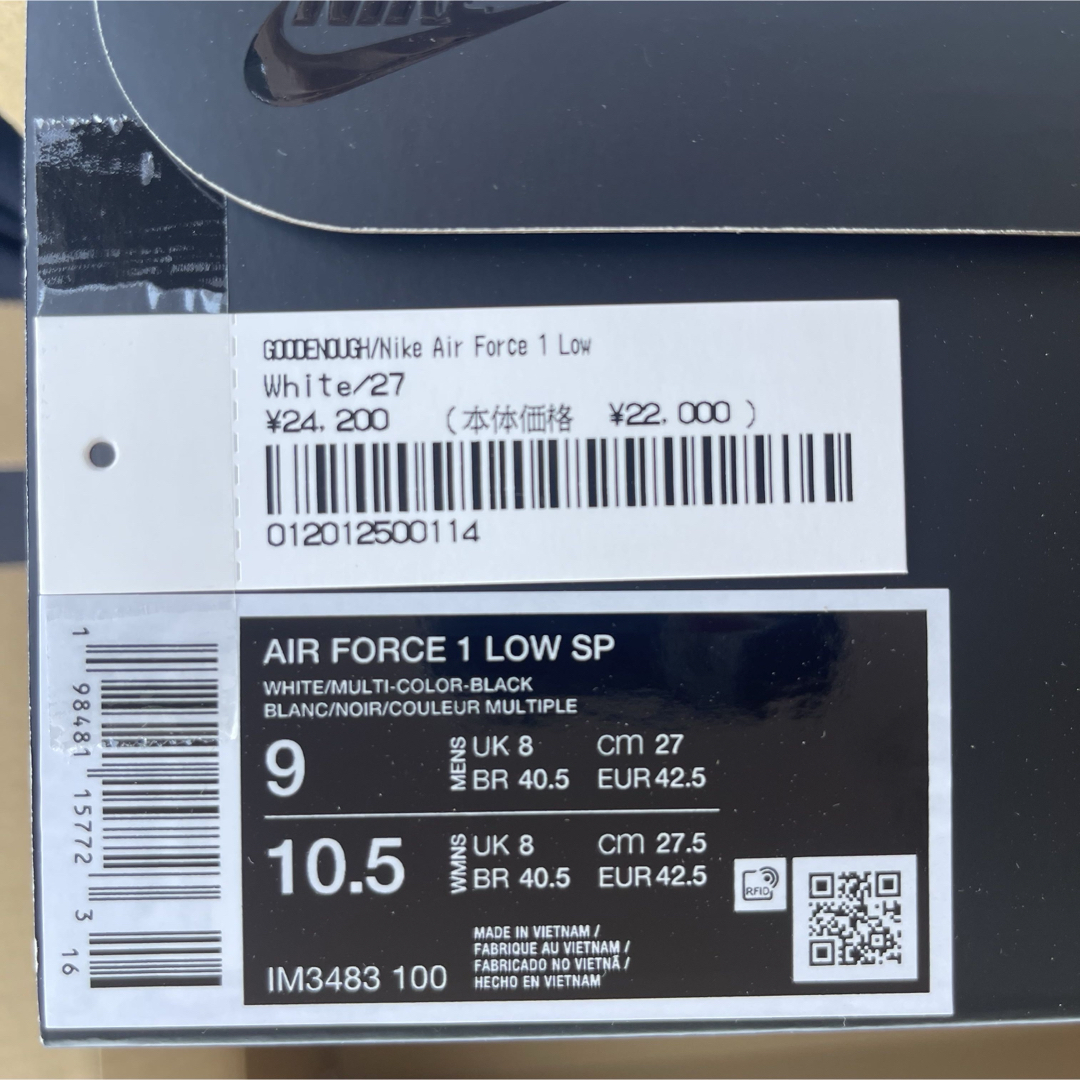 GOODENOUGH/Nike Air Force 1 Low
White/27
¥24,200 (本体価格 ¥22,000)
012012500114
AIR FORCE 1 LOW SP
WHITE/MULTI-COLOR-BLACK
BLANC/NOIR/COULEUR MULTIPLE
9 MENS UK 8 cm 27
BR 40.5 EUR 42.5
10.5 WMNS UK 8 cm 27.5
BR 40.5 EUR 42.5
RFID
IM3483 100
MADE IN VIETNAM /
FABRIQUE AU VIETNAM /
FABRICADO NO VIETNÃ /
HECHO EN VIETNAM
1 98481 15772 3 16